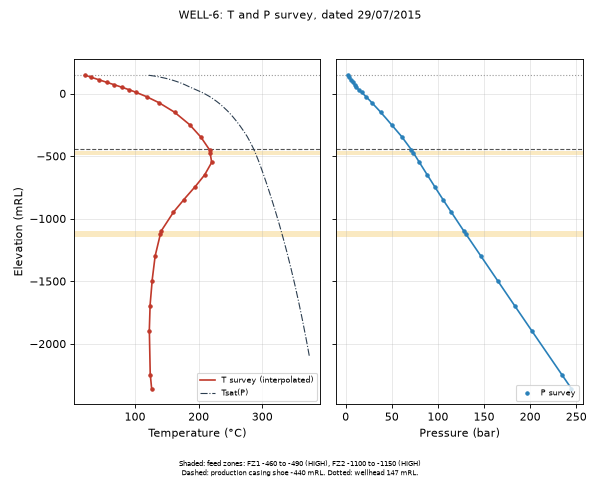 WELL-6: T and P survey, dated 29/07/2015
Elevation (mRL)
0
−500
−1000
−1500
−2000
100 200 300
Temperature (°C)
T survey (interpolated)
Tsat(P)
0 50 100 150 200 250
Pressure (bar)
P survey
Shaded: feed zones: FZ1 -460 to -490 (HIGH), FZ2 -1100 to -1150 (HIGH)
Dashed: production casing shoe -440 mRL. Dotted: wellhead 147 mRL.